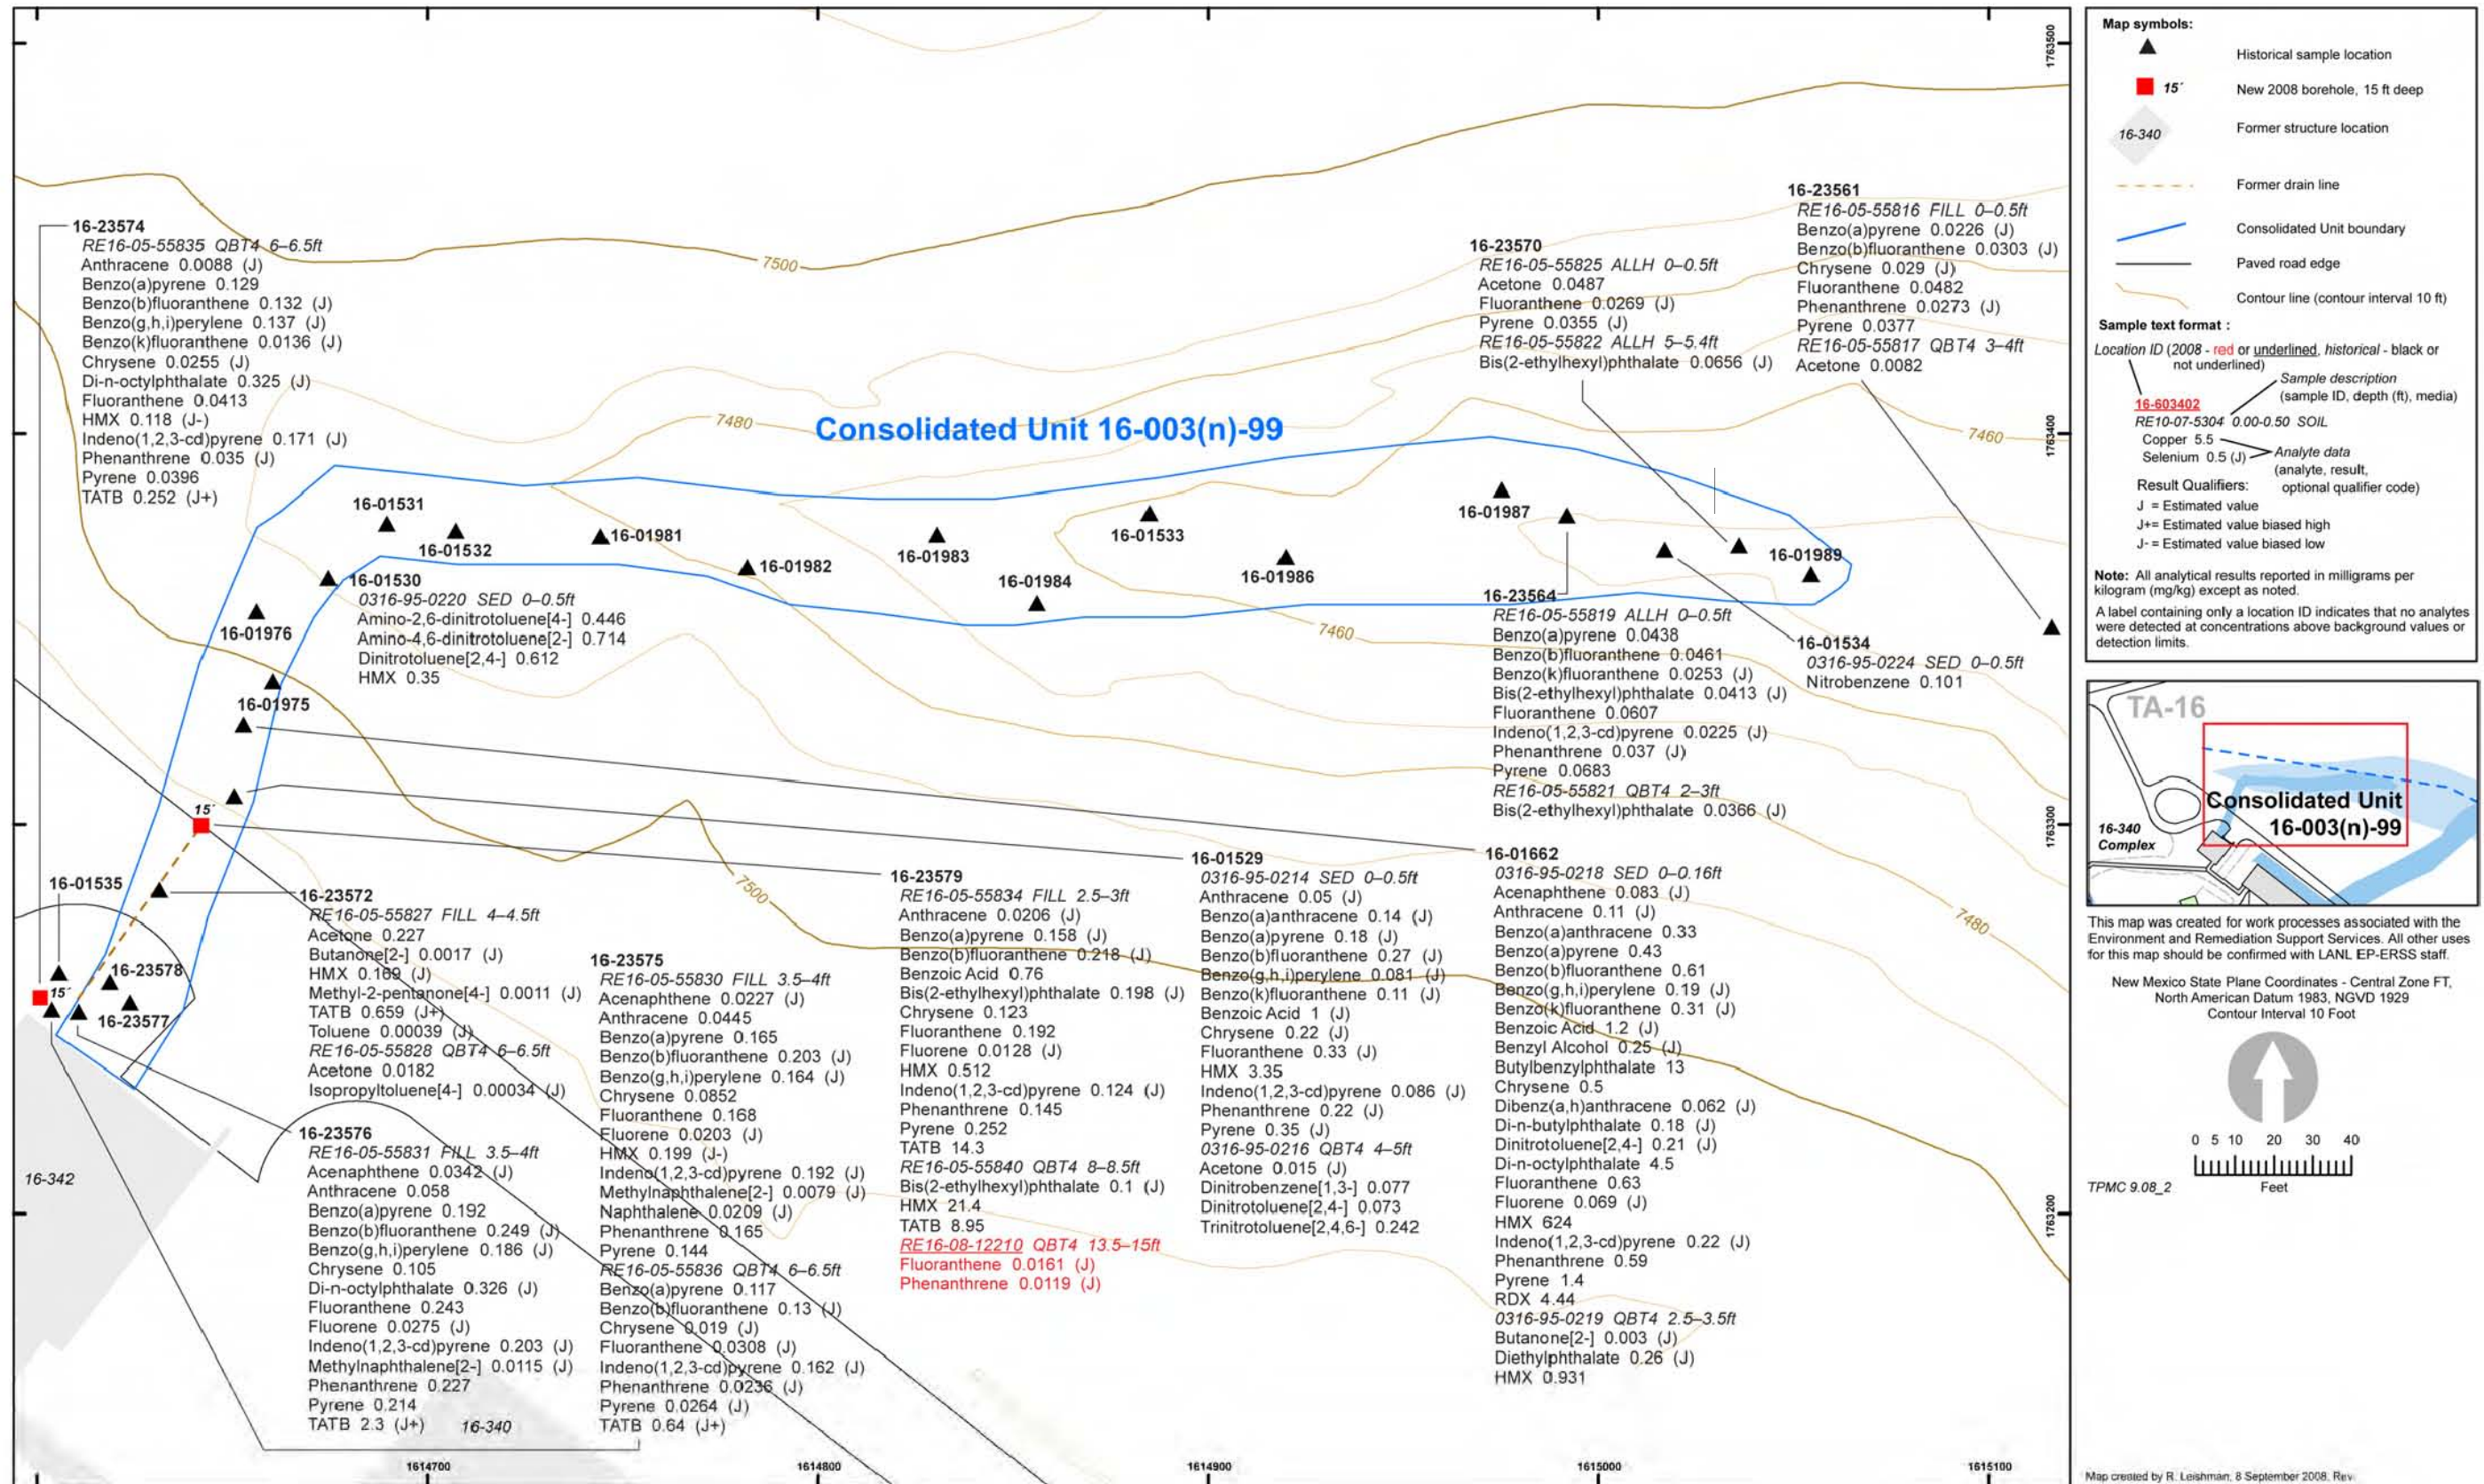 16-23574
RE16-05-55835 QBT4 6–6.5ft
Anthracene 0.0088 (J)
Benzo(a)pyrene 0.129
Benzo(b)fluoranthene 0.132 (J)
Benzo(g,h,i)perylene 0.137 (J)
Benzo(k)fluoranthene 0.0136 (J)
Chrysene 0.0255 (J)
Di-n-octylphthalate 0.325 (J)
Fluoranthene 0.0413
HMX 0.118 (J-)
Indeno(1,2,3-cd)pyrene 0.171 (J)
Phenanthrene 0.035 (J)
Pyrene 0.0396
TATB 0.252 (J+)
7500
7480
Consolidated Unit 16-003(n)-99
16-23570
RE16-05-55825 ALLH 0–0.5ft
Acetone 0.0487
Fluoranthene 0.0269 (J)
Pyrene 0.0355 (J)
RE16-05-55822 ALLH 5–5.4ft
Bis(2-ethylhexyl)phthalate 0.0656 (J)
16-23561
RE16-05-55816 FILL 0–0.5ft
Benzo(a)pyrene 0.0226 (J)
Benzo(b)fluoranthene 0.0303 (J)
Chrysene 0.029 (J)
Fluoranthene 0.0482
Phenanthrene 0.0273 (J)
Pyrene 0.0377
RE16-05-55817 QBT4 3–4ft
Acetone 0.0082
7460
16-01531
16-01532
16-01981
16-01982
16-01983
16-01984
16-01533
16-01986
16-01987
16-01989
16-01530
0316-95-0220 SED 0–0.5ft
Amino-2,6-dinitrotoluene[4-] 0.446
Amino-4,6-dinitrotoluene[2-] 0.714
Dinitrotoluene[2,4-] 0.612
HMX 0.35
16-01976
16-01975
7460
16-23564
RE16-05-55819 ALLH 0–0.5ft
Benzo(a)pyrene 0.0438
Benzo(b)fluoranthene 0.0461
Benzo(k)fluoranthene 0.0253 (J)
Bis(2-ethylhexyl)phthalate 0.0413 (J)
Fluoranthene 0.0607
Indeno(1,2,3-cd)pyrene 0.0225 (J)
Phenanthrene 0.037 (J)
Pyrene 0.0683
RE16-05-55821 QBT4 2–3ft
Bis(2-ethylhexyl)phthalate 0.0366 (J)
16-01534
0316-95-0224 SED 0–0.5ft
Nitrobenzene 0.101
15´
16-01535
15´
16-23578
16-23577
16-23572
RE16-05-55827 FILL 4–4.5ft
Acetone 0.227
Butanone[2-] 0.0017 (J)
HMX 0.169 (J)
Methyl-2-pentanone[4-] 0.0011 (J)
TATB 0.659 (J+)
Toluene 0.00039 (J)
RE16-05-55828 QBT4 6–6.5ft
Acetone 0.0182
Isopropyltoluene[4-] 0.00034 (J)
16-23576
RE16-05-55831 FILL 3.5–4ft
Acenaphthene 0.0342 (J)
Anthracene 0.058
Benzo(a)pyrene 0.192
Benzo(b)fluoranthene 0.249 (J)
Benzo(g,h,i)perylene 0.186 (J)
Chrysene 0.105
Di-n-octylphthalate 0.326 (J)
Fluoranthene 0.243
Fluorene 0.0275 (J)
Indeno(1,2,3-cd)pyrene 0.203 (J)
Methylnaphthalene[2-] 0.0115 (J)
Phenanthrene 0.227
Pyrene 0.214
TATB 2.3 (J+)
16-342
16-340
16-23575
RE16-05-55830 FILL 3.5–4ft
Acenaphthene 0.0227 (J)
Anthracene 0.0445
Benzo(a)pyrene 0.165
Benzo(b)fluoranthene 0.203 (J)
Benzo(g,h,i)perylene 0.164 (J)
Chrysene 0.0852
Fluoranthene 0.168
Fluorene 0.0203 (J)
HMX 0.199 (J-)
Indeno(1,2,3-cd)pyrene 0.192 (J)
Methylnaphthalene[2-] 0.0079 (J)
Naphthalene 0.0209 (J)
Phenanthrene 0.165
Pyrene 0.144
RE16-05-55836 QBT4 6–6.5ft
Benzo(a)pyrene 0.117
Benzo(b)fluoranthene 0.13 (J)
Chrysene 0.019 (J)
Fluoranthene 0.0308 (J)
Indeno(1,2,3-cd)pyrene 0.162 (J)
Phenanthrene 0.0236 (J)
Pyrene 0.0264 (J)
TATB 0.64 (J+)
7500
16-23579
RE16-05-55834 FILL 2.5–3ft
Anthracene 0.0206 (J)
Benzo(a)pyrene 0.158 (J)
Benzo(b)fluoranthene 0.218 (J)
Benzoic Acid 0.76
Bis(2-ethylhexyl)phthalate 0.198 (J)
Chrysene 0.123
Fluoranthene 0.192
Fluorene 0.0128 (J)
HMX 0.512
Indeno(1,2,3-cd)pyrene 0.124 (J)
Phenanthrene 0.145
Pyrene 0.252
TATB 14.3
RE16-05-55840 QBT4 8–8.5ft
Bis(2-ethylhexyl)phthalate 0.1 (J)
HMX 21.4
TATB 8.95
RE16-08-12210 QBT4 13.5–15ft
Fluoranthene 0.0161 (J)
Phenanthrene 0.0119 (J)
16-01529
0316-95-0214 SED 0–0.5ft
Anthracene 0.05 (J)
Benzo(a)anthracene 0.14 (J)
Benzo(a)pyrene 0.18 (J)
Benzo(b)fluoranthene 0.27 (J)
Benzo(g,h,i)perylene 0.081 (J)
Benzo(k)fluoranthene 0.11 (J)
Benzoic Acid 1 (J)
Chrysene 0.22 (J)
Fluoranthene 0.33 (J)
HMX 3.35
Indeno(1,2,3-cd)pyrene 0.086 (J)
Phenanthrene 0.22 (J)
Pyrene 0.35 (J)
0316-95-0216 QBT4 4–5ft
Acetone 0.015 (J)
Dinitrobenzene[1,3-] 0.077
Dinitrotoluene[2,4-] 0.073
Trinitrotoluene[2,4,6-] 0.242
16-01662
0316-95-0218 SED 0–0.16ft
Acenaphthene 0.083 (J)
Anthracene 0.11 (J)
Benzo(a)anthracene 0.33
Benzo(a)pyrene 0.43
Benzo(b)fluoranthene 0.61
Benzo(g,h,i)perylene 0.19 (J)
Benzo(k)fluoranthene 0.31 (J)
Benzoic Acid 1.2 (J)
Benzyl Alcohol 0.25 (J)
Butylbenzylphthalate 13
Chrysene 0.5
Dibenz(a,h)anthracene 0.062 (J)
Di-n-butylphthalate 0.18 (J)
Dinitrotoluene[2,4-] 0.21 (J)
Di-n-octylphthalate 4.5
Fluoranthene 0.63
Fluorene 0.069 (J)
HMX 624
Indeno(1,2,3-cd)pyrene 0.22 (J)
Phenanthrene 0.59
Pyrene 1.4
RDX 4.44
0316-95-0219 QBT4 2.5–3.5ft
Butanone[2-] 0.003 (J)
Diethylphthalate 0.26 (J)
HMX 0.931
7480
1763500
1763400
1763300
1763200
1614700
1614800
1614900
1615000
1615100
Map symbols:
Historical sample location
15´ New 2008 borehole, 15 ft deep
16-340 Former structure location
Former drain line
Consolidated Unit boundary
Paved road edge
Contour line (contour interval 10 ft)
Sample text format :
Location ID (2008 - red or underlined, historical - black or
not underlined)
Sample description
(sample ID, depth (ft), media)
16-603402
RE10-07-5304 0.00-0.50 SOIL
Copper 5.5
Selenium 0.5 (J)
Analyte data
(analyte, result,
optional qualifier code)
Result Qualifiers:
J = Estimated value
J+= Estimated value biased high
J- = Estimated value biased low
Note: All analytical results reported in milligrams per
kilogram (mg/kg) except as noted.
A label containing only a location ID indicates that no analytes
were detected at concentrations above background values or
detection limits.
TA-16
Consolidated Unit
16-003(n)-99
16-340
Complex
This map was created for work processes associated with the
Environment and Remediation Support Services. All other uses
for this map should be confirmed with LANL EP-ERSS staff.
New Mexico State Plane Coordinates - Central Zone FT,
North American Datum 1983, NGVD 1929
Contour Interval 10 Foot
0 5 10 20 30 40
Feet
TPMC 9.08_2
Map created by R. Leishman, 8 September 2008, Rev.